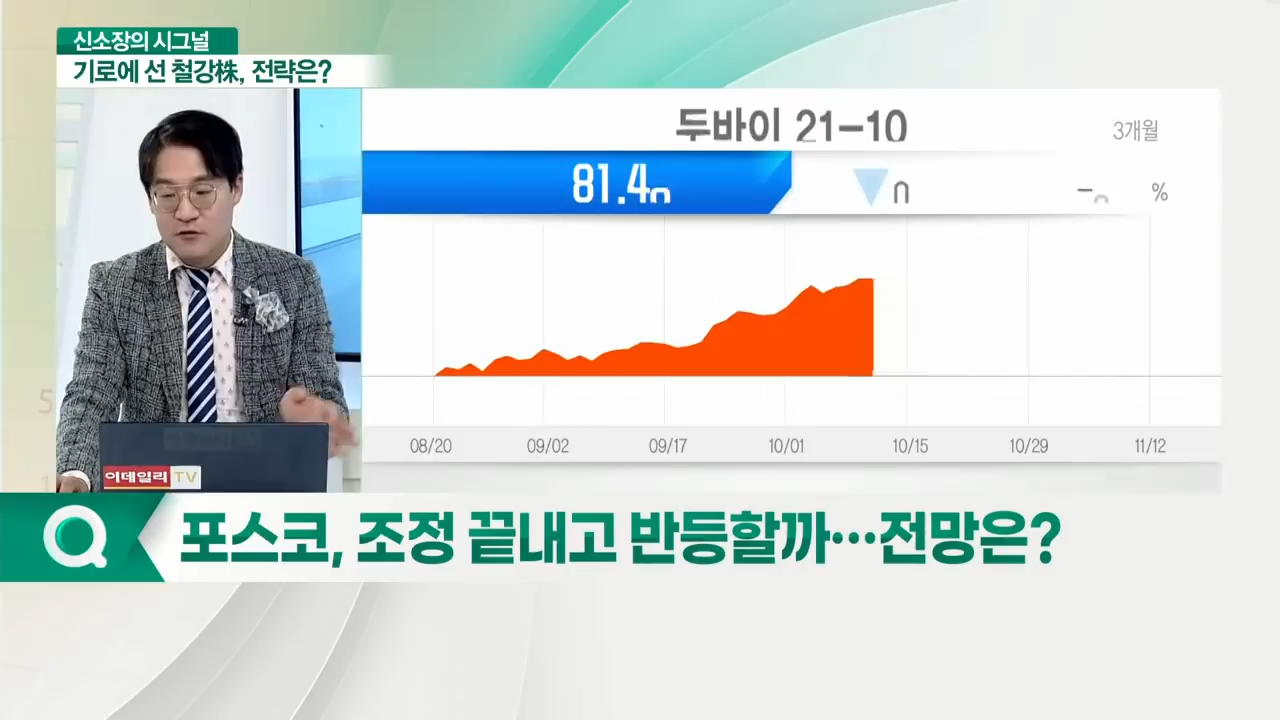 신소장의 시그널
기로에 선 철강株, 전략은?
두바이 21-10
3개월
81.4
%
08/20 09/02 09/17 10/01 10/15 10/29 11/12
이데일리 TV
포스코, 조정 끝내고 반등할까…전망은?